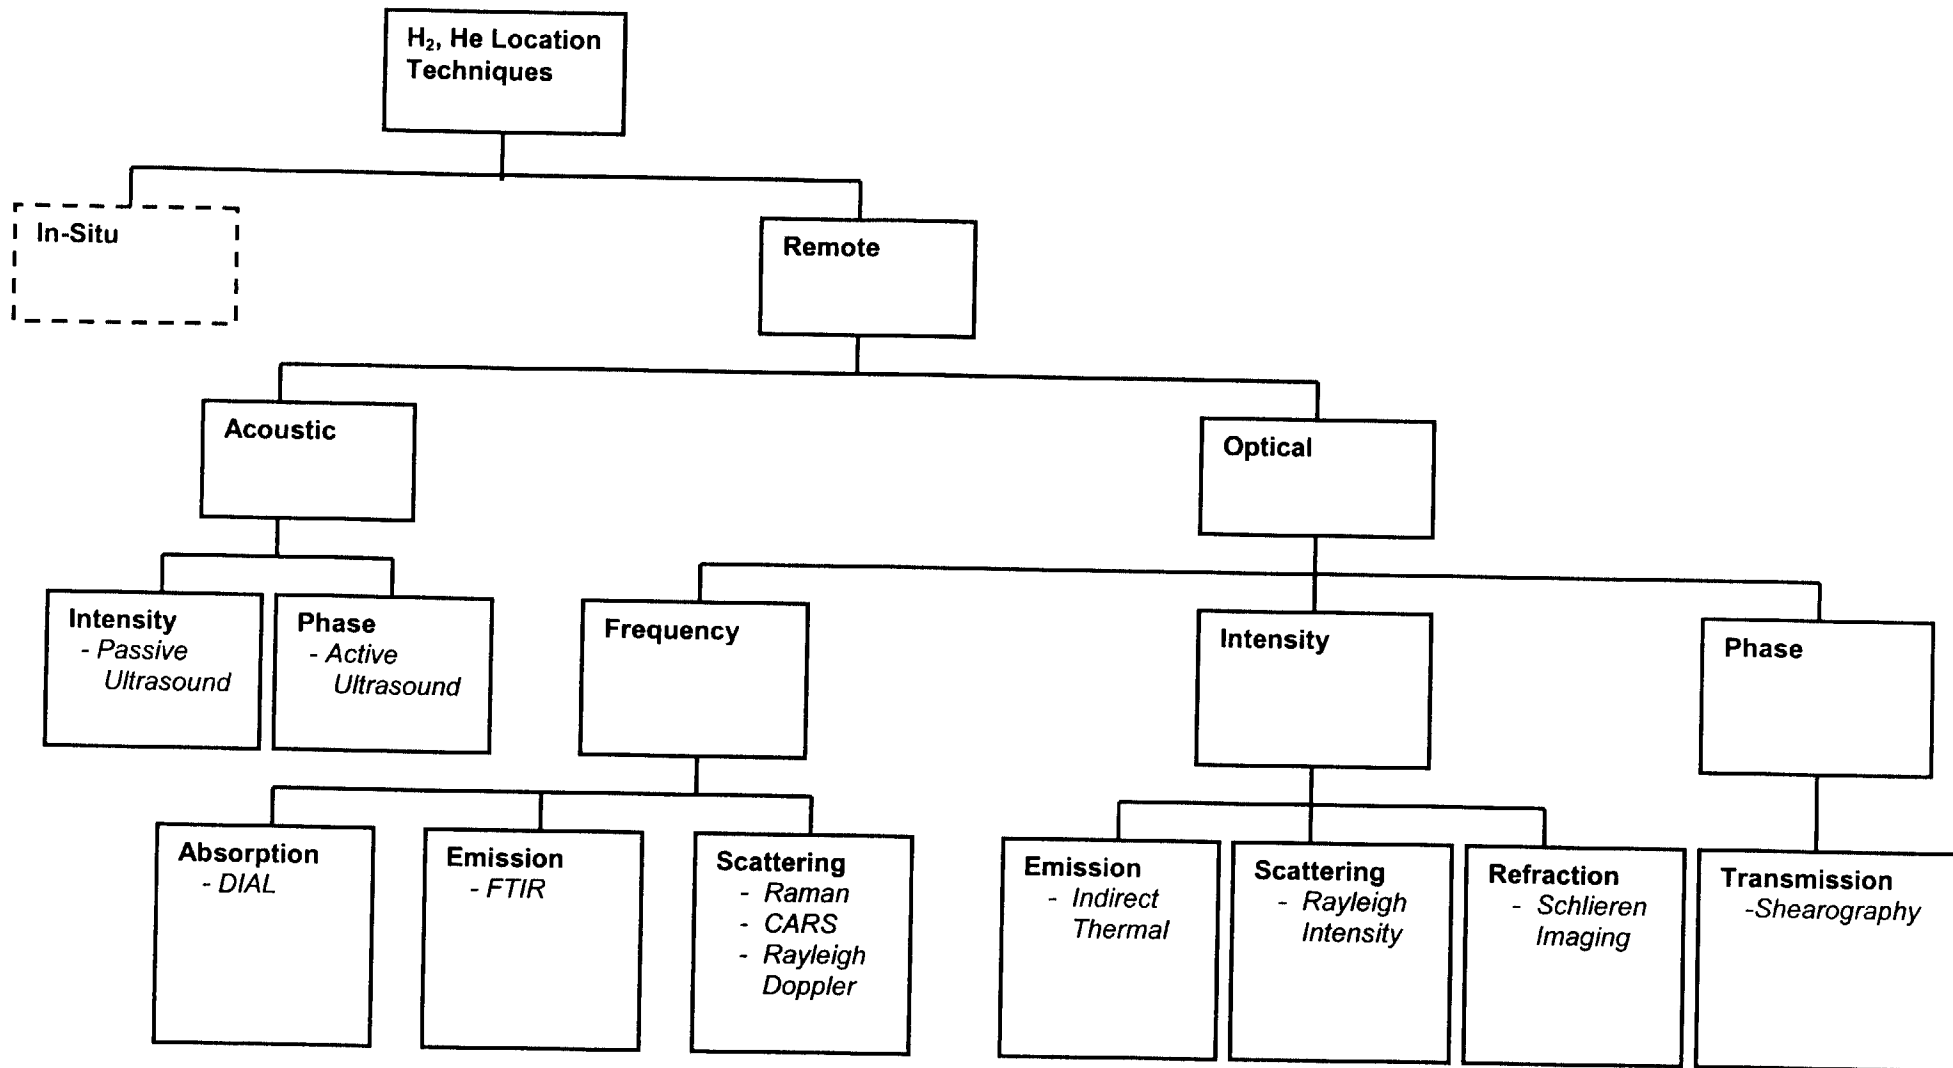 H₂, He Location
Techniques
In-Situ
Remote
Acoustic
Optical
Intensity
- Passive
Ultrasound
Phase
- Active
Ultrasound
Frequency
Intensity
Phase
Absorption
- DIAL
Emission
- FTIR
Scattering
- Raman
- CARS
- Rayleigh
Doppler
Emission
- Indirect
Thermal
Scattering
- Rayleigh
Intensity
Refraction
- Schlieren
Imaging
Transmission
-Shearography